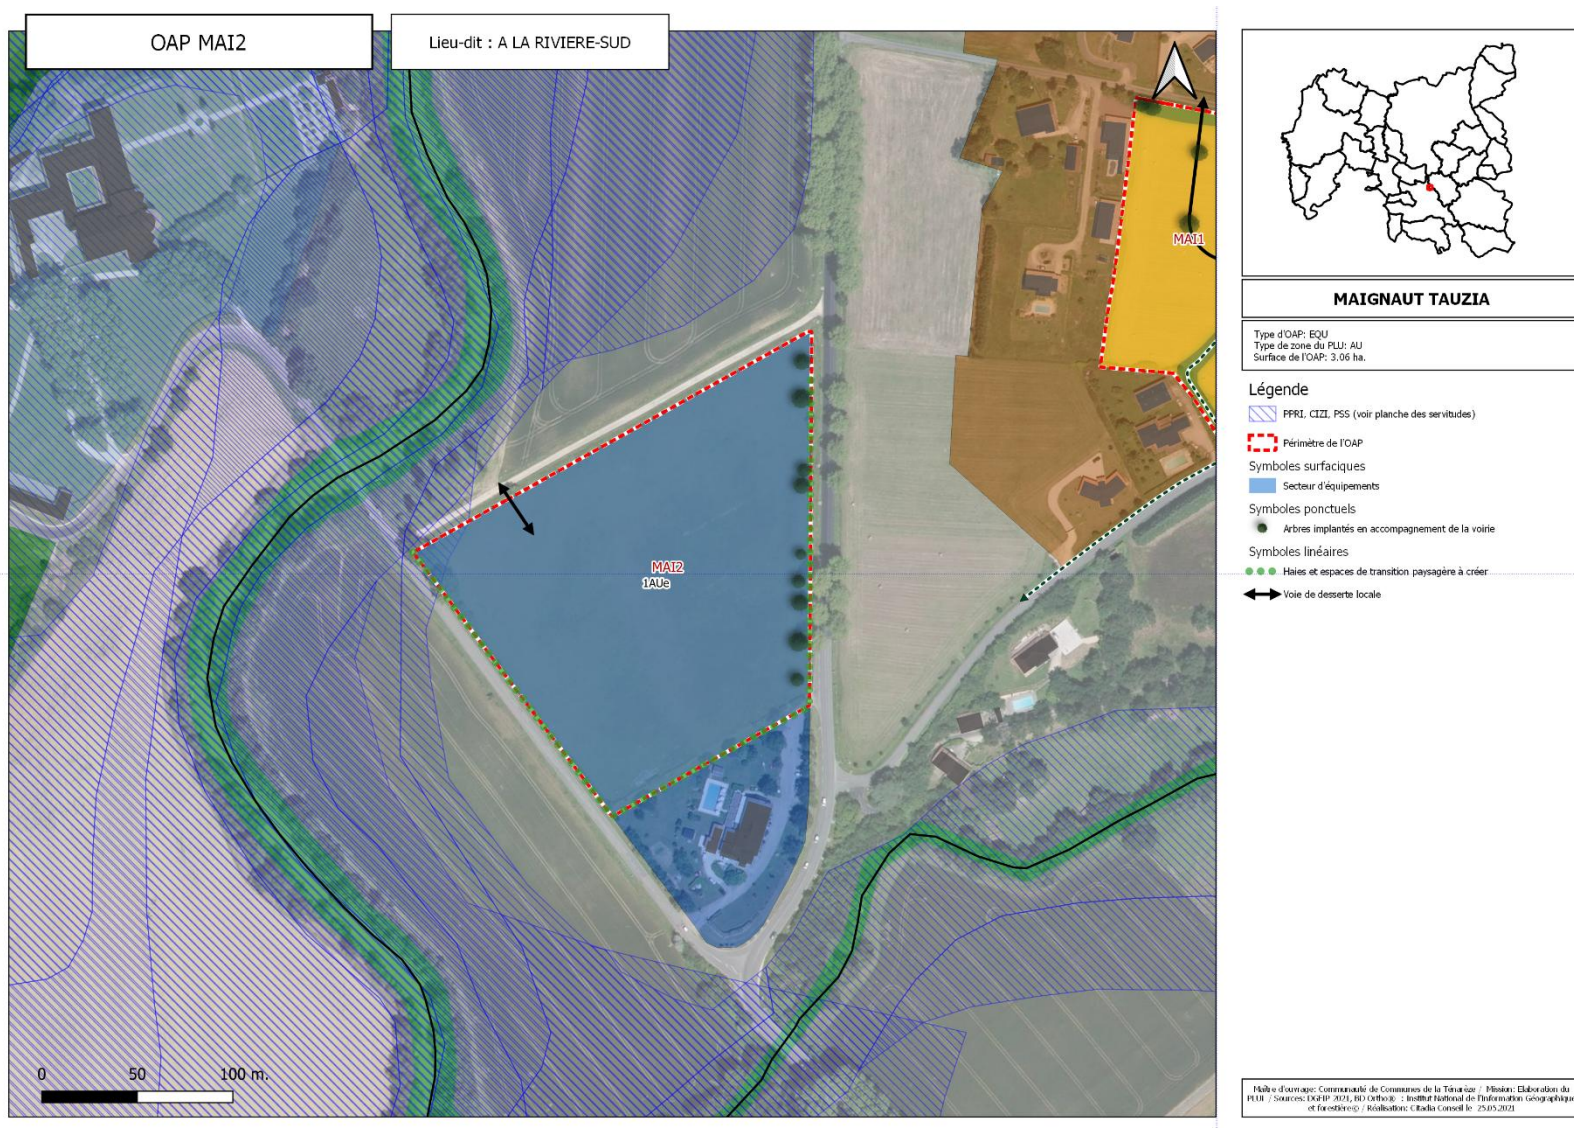 OAP MAI2
Lieu-dit : A LA RIVIERE-SUD
MAI1
MAI2
1AUe
0 50 100 m.
MAIGNAUT TAUZIA
Type d'OAP: EQU
Type de zone du PLU: AU
Surface de l'OAP: 3.06 ha.
Légende
PPRI, CIZI, PSS (voir planche des servitudes)
Périmètre de l'OAP
Symboles surfaciques
Secteur d'équipements
Symboles ponctuels
Arbres implantés en accompagnement de la voirie
Symboles linéaires
Haies et espaces de transition paysagère à créer
Voie de desserte locale
Maître d'ouvrage: Communauté de Communes de la Ténarèze / Mission: Elaboration du
PLUi / Sources: DGFIP 2021, BD Ortho® : Institut National de l'Information Géographique
et forestière© / Réalisation: Citadia Conseil le 25.05.2021